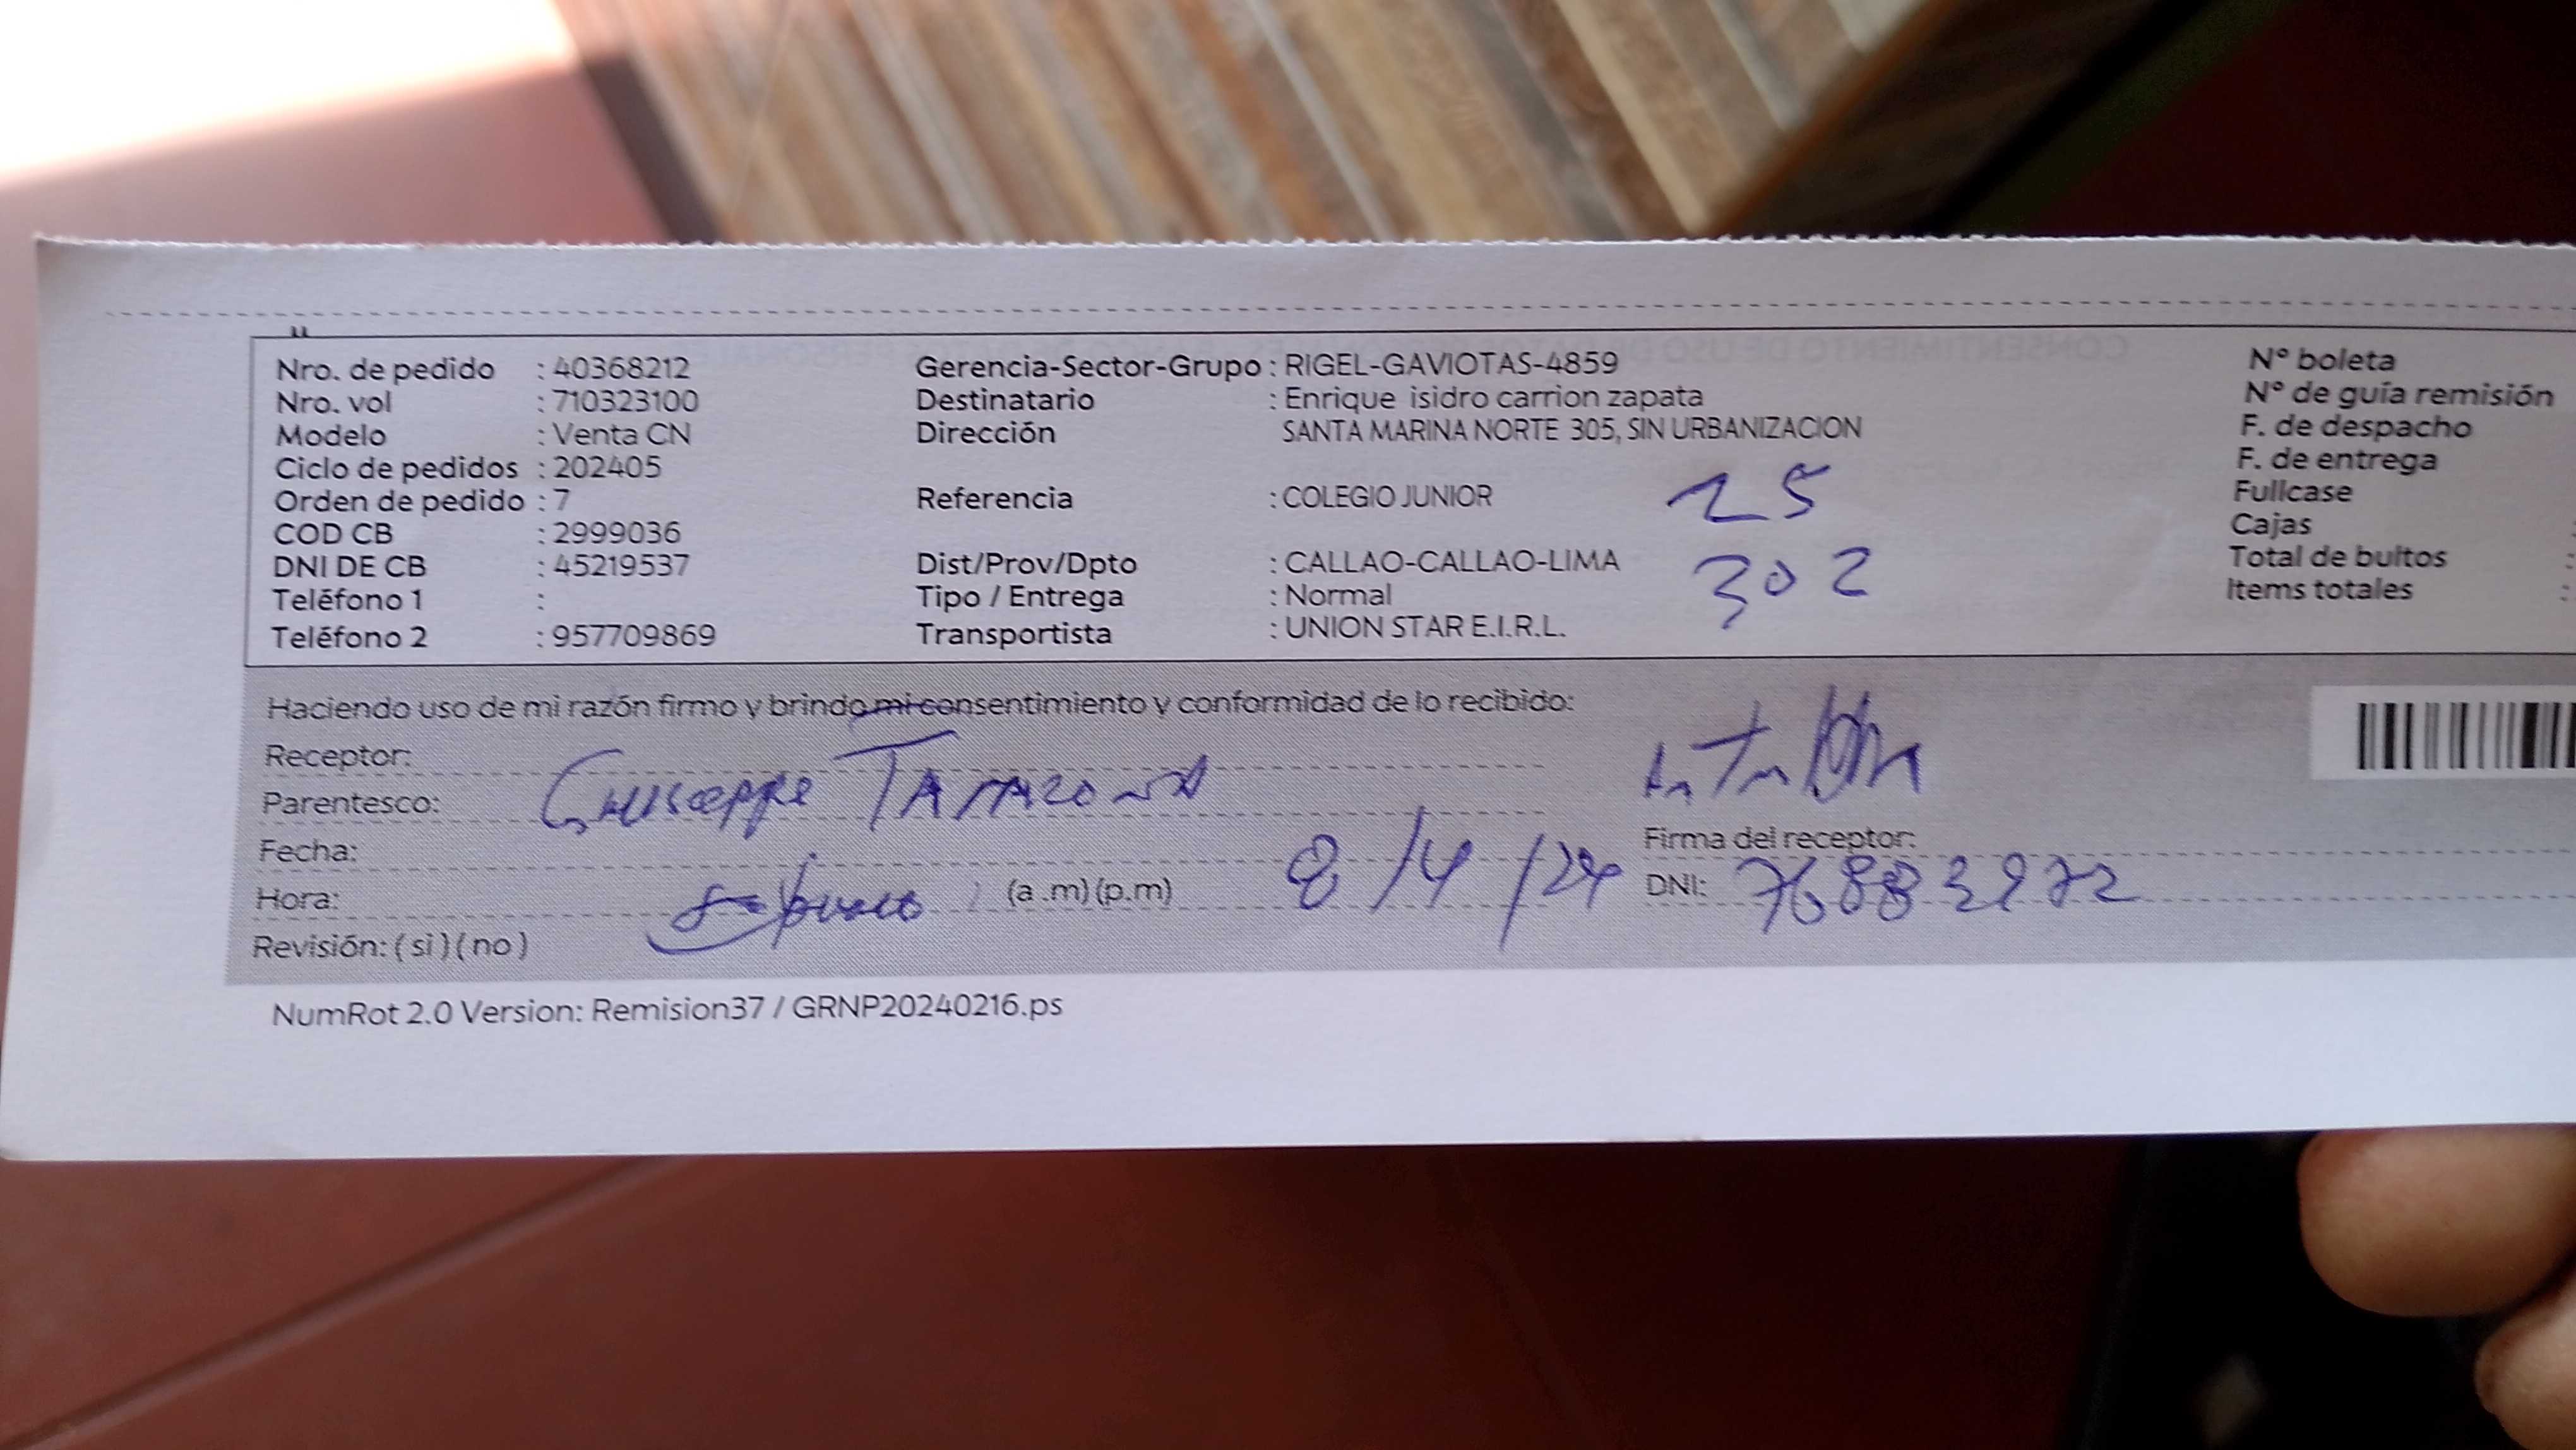 Nro. de pedido : 40368212
Nro. vol : 710323100
Modelo : Venta CN
Ciclo de pedidos : 202405
Orden de pedido : 7
COD CB : 2999036
DNI DE CB : 45219537
Teléfono 1 :
Teléfono 2 : 957709869
Gerencia-Sector-Grupo : RIGEL-GAVIOTAS-4859
Destinatario : Enrique isidro carrion zapata
Dirección SANTA MARINA NORTE 305, SIN URBANIZACION
Referencia : COLEGIO JUNIOR
25
Dist/Prov/Dpto : CALLAO-CALLAO-LIMA
302
Tipo / Entrega : Normal
Transportista : UNION STAR E.I.R.L.
N° boleta
N° de guía remisión
F. de despacho
F. de entrega
Fullcase
Cajas
Total de bultos :
Items totales :
Haciendo uso de mi razón firmo y brindo mi consentimiento y conformidad de lo recibido:
Receptor:
Parentesco: Giuseppe Tarazona
Fecha: 8/4/24
Hora: (a.m)(p.m)
Revisión: (si)(no)
Firma del receptor:
DNI:
NumRot 2.0 Version: Remision37 / GRNP20240216.ps